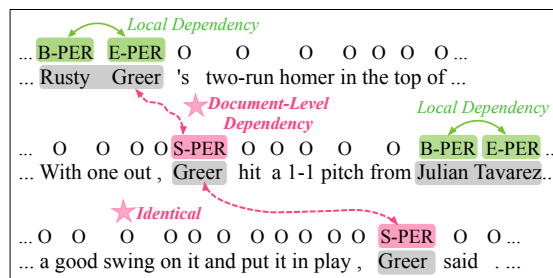 Local Dependency
... B-PER E-PER O O O O O O O ...
... Rusty Greer 's two-run homer in the top of ...
Document-Level
Dependency
Local Dependency
... O O O O S-PER O O O O O B-PER E-PER ...
... With one out , Greer hit a 1-1 pitch from Julian Tavarez...
Identical
... O O O O O O O O O O O S-PER O O ...
... a good swing on it and put it in play , Greer said . ...